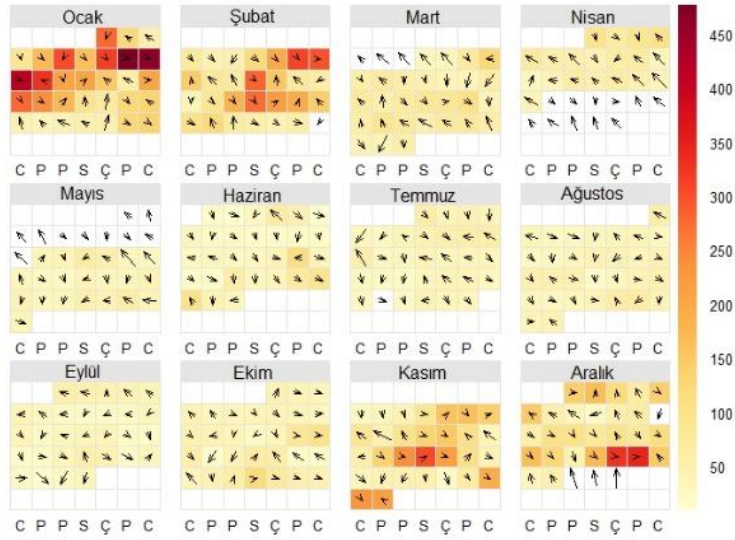 Ocak Şubat Mart Nisan
450
400
350
300
250
200
150
100
50
C P P S Ç P C C P P S Ç P C C P P S Ç P C C P P S Ç P C
Mayıs Haziran Temmuz Ağustos
C P P S Ç P C C P P S Ç P C C P P S Ç P C C P P S Ç P C
Eylül Ekim Kasım Aralık
C P P S Ç P C C P P S Ç P C C P P S Ç P C C P P S Ç P C